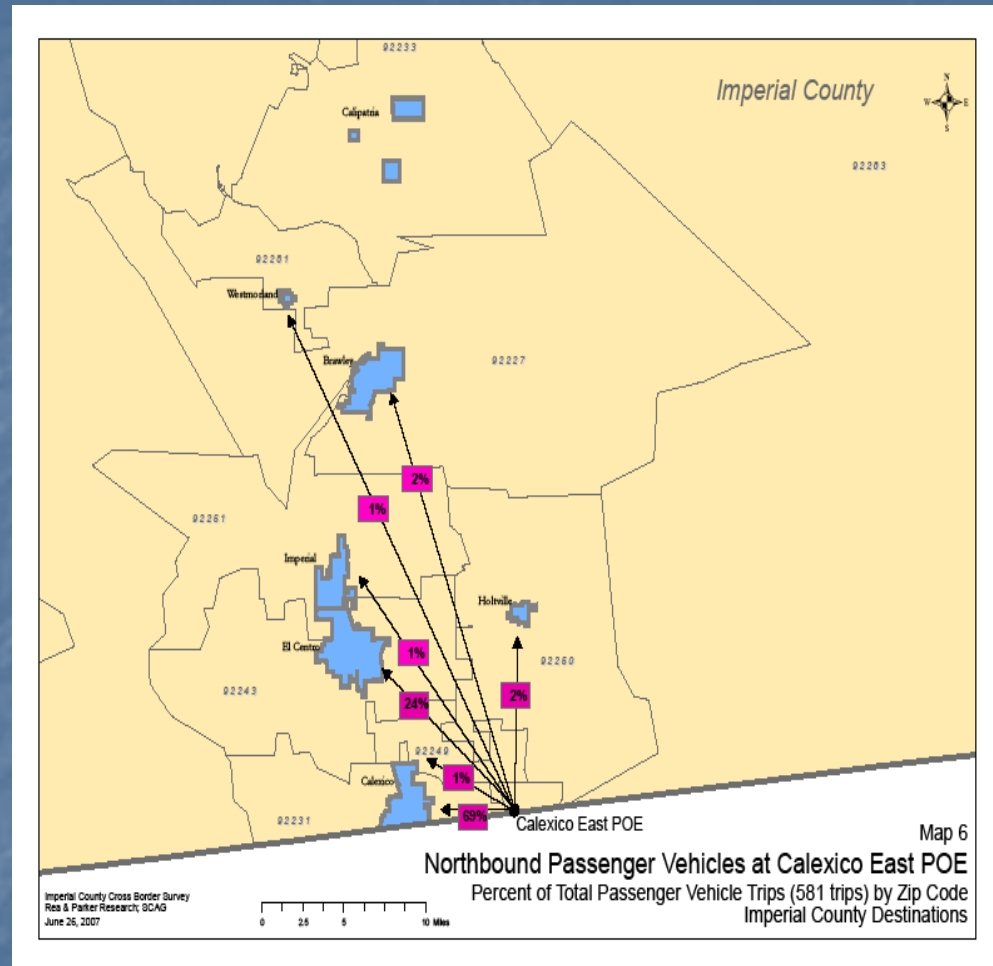 92233
Imperial County
N
W E
S
Calipatria
92283
92281
Westmorland
Brawley
92227
2%
1%
92251
Imperial
Holtville
El Centro
1%
92250
92243
2%
24%
92249
Calexico
1%
69%
92231
Calexico East POE
Map 6
Northbound Passenger Vehicles at Calexico East POE
Percent of Total Passenger Vehicle Trips (581 trips) by Zip Code
Imperial County Destinations
Imperial County Cross Border Survey
Rea & Parker Research; SCAG
June 26, 2007
0 2.5 5 10 Miles